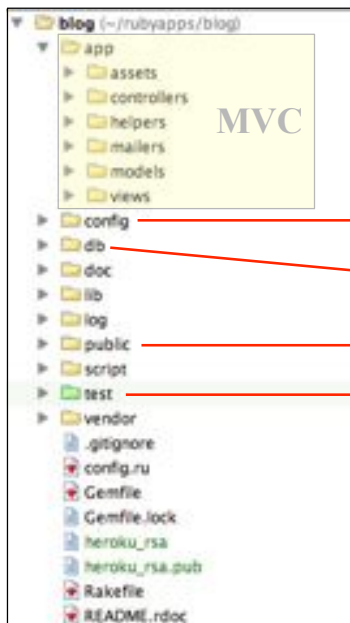 blog (~/rubyapps/blog)
app
assets
controllers
helpers
MVC
mailers
models
views
config
db
doc
lib
log
public
script
test
vendor
.gitignore
config.ru
Gemfile
Gemfile.lock
heroku_rsa
heroku_rsa.pub
Rakefile
README.rdoc